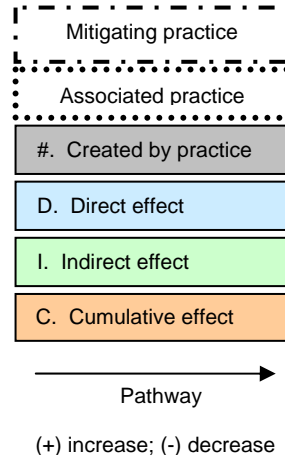 Mitigating practice
Associated practice
#. Created by practice
D. Direct effect
I. Indirect effect
C. Cumulative effect
Pathway
(+) increase; (-) decrease